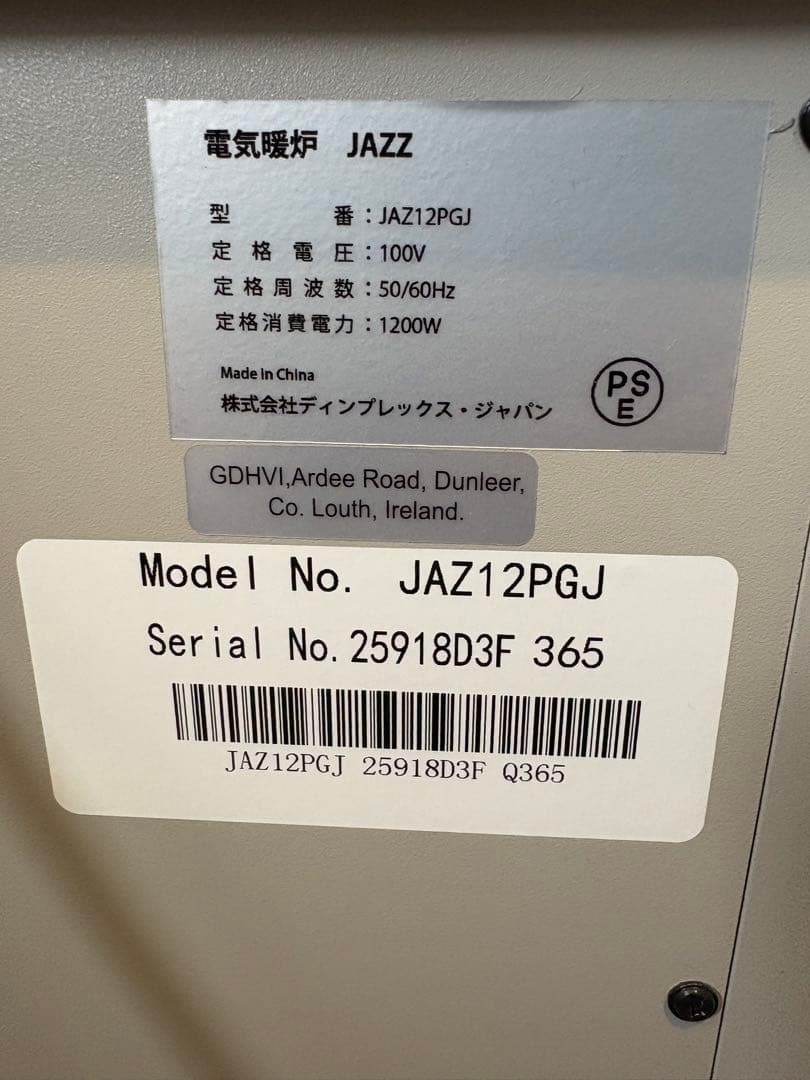 電気暖炉 JAZZ
型番：JAZ12PGJ
定格電圧：100V
定格周波数：50/60Hz
定格消費電力：1200W
Made in China
株式会社ディンプレックス・ジャパン
PS
E
GDHVI,Ardee Road, Dunleer,
Co. Louth, Ireland.
Model No. JAZ12PGJ
Serial No.25918D3F 365
JAZ12PGJ 25918D3F Q365